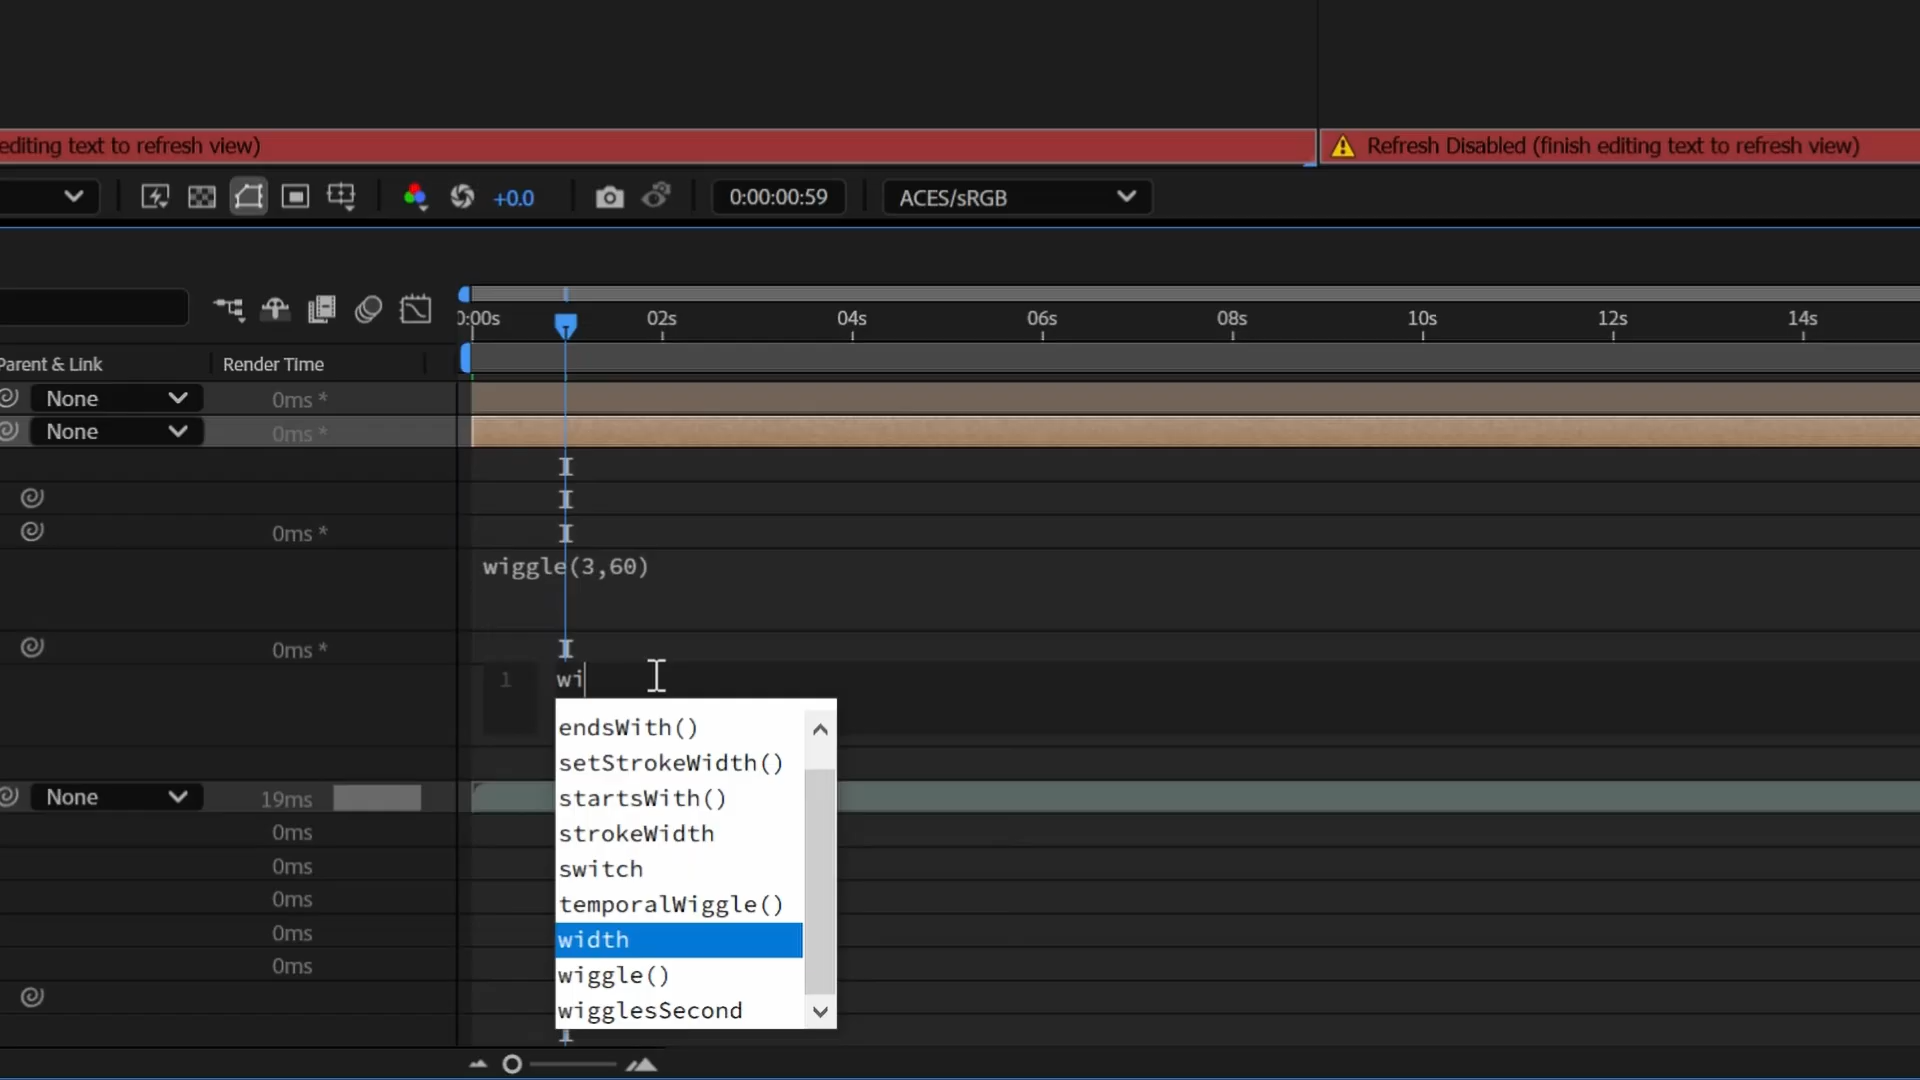 editing text to refresh view)
Refresh Disabled (finish editing text to refresh view)
+0.0
0:00:00:59
ACES/sRGB
0:00s 02s 04s 06s 08s 10s 12s 14s
Parent & Link
Render Time
None
0ms *
None
0ms *
0ms *
wiggle(3,60)
0ms *
1 wi
endsWith()
setStrokeWidth()
startsWith()
strokeWidth
switch
temporalWiggle()
width
wiggle()
wigglesSecond
None
19ms
0ms
0ms
0ms
0ms
0ms